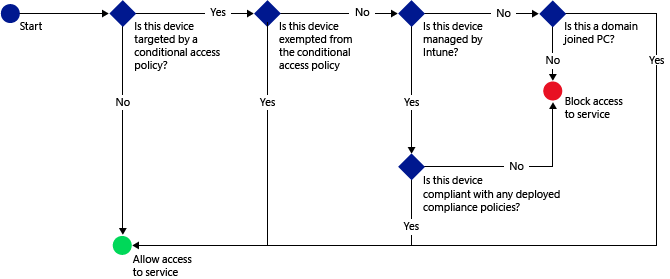 Start
Is this device
targeted by a
conditional access
policy?
Yes
Is this device
exempted from
the conditional
access policy
No
Is this device
managed by
Intune?
No
Is this a domain
joined PC?
No
Yes
No
Yes
Yes
Block access
to service
No
Is this device
compliant with any deployed
compliance policies?
Yes
Allow access
to service